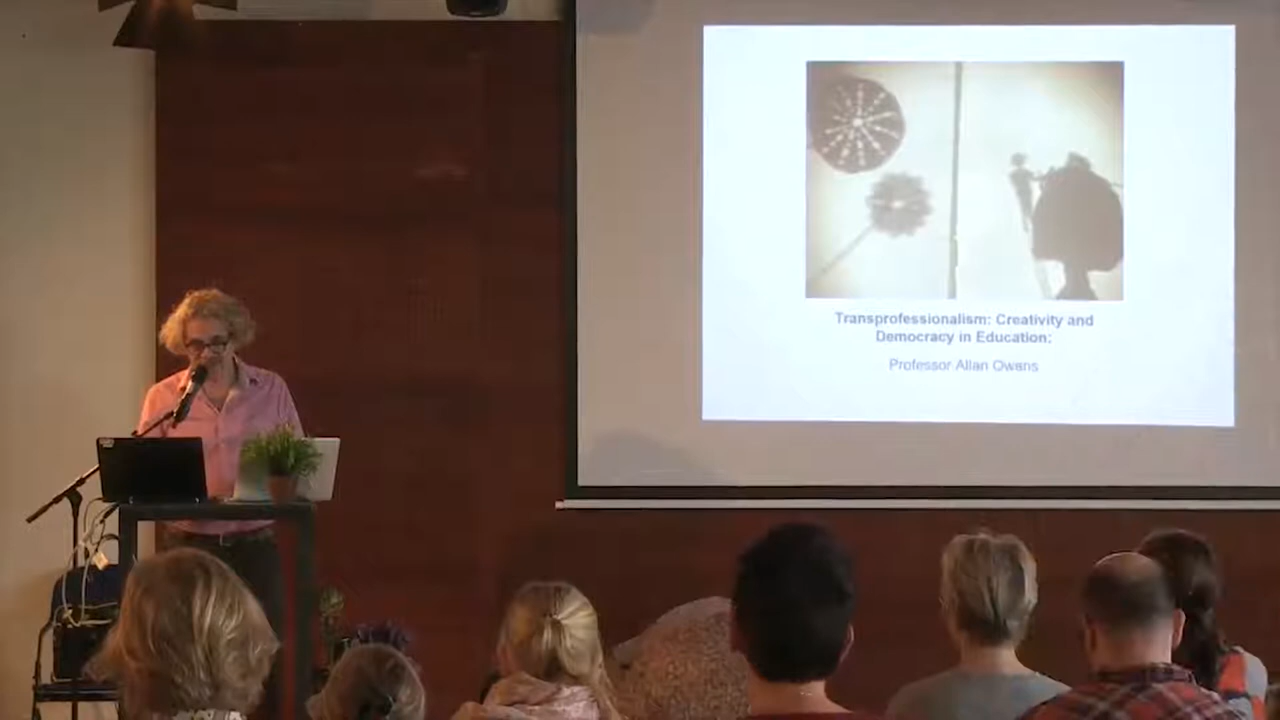 Transprofessionalism: Creativity and
Democracy in Education:
Professor Allan Owens